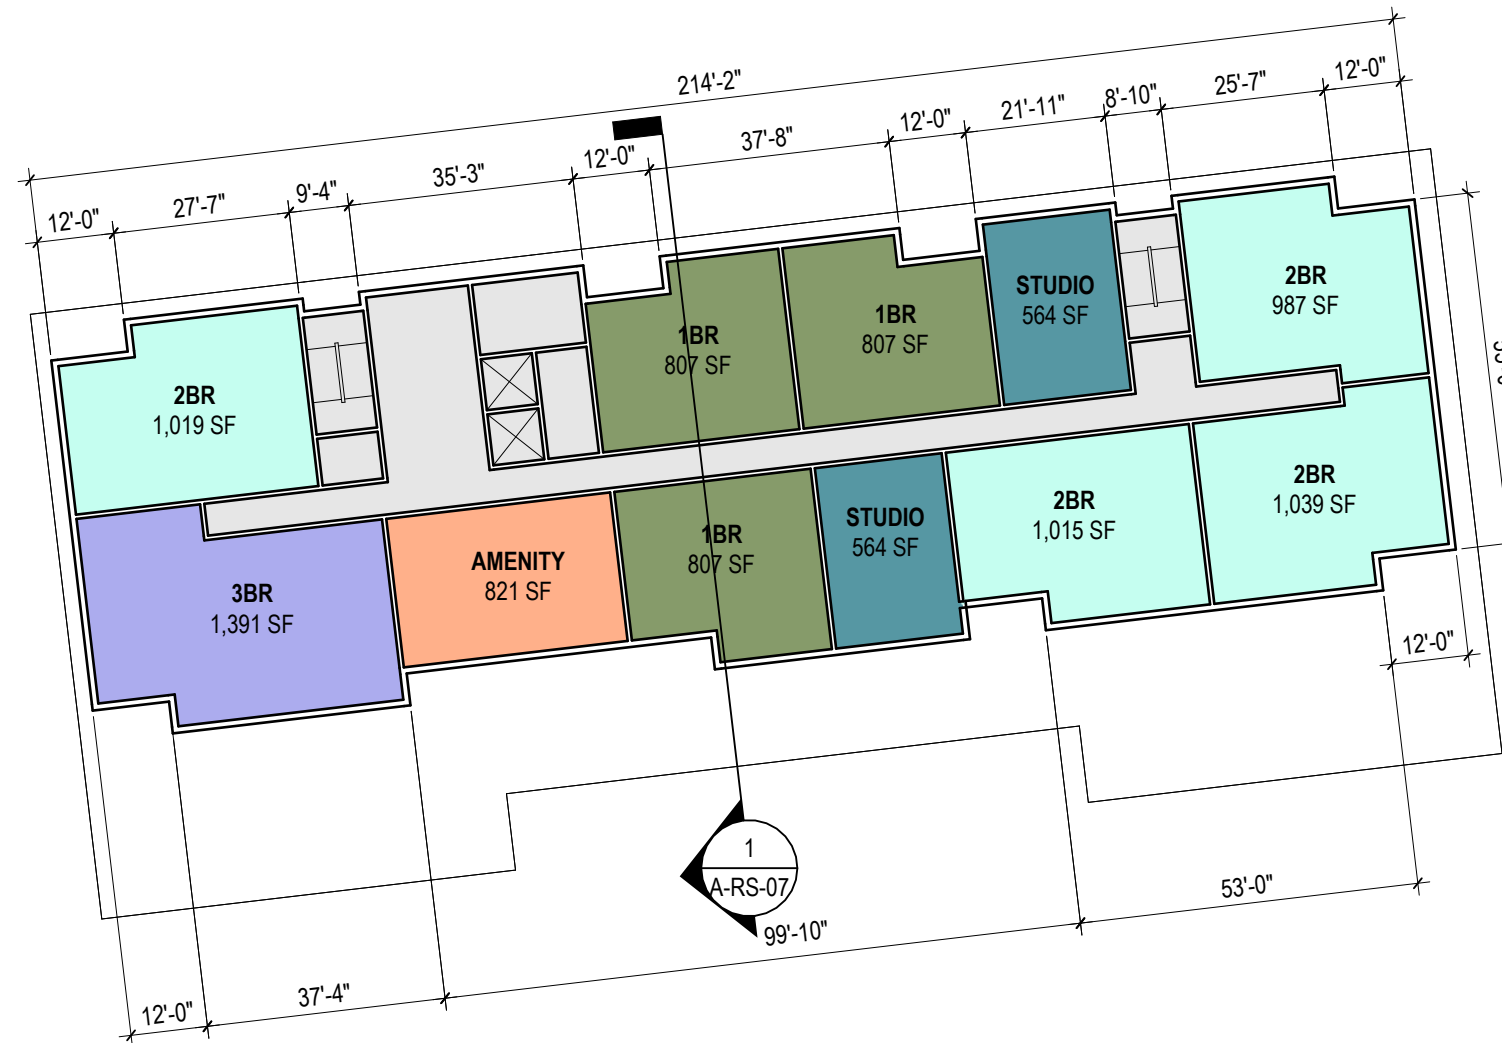 214'-2"
12'-0"
27'-7"
9'-4"
35'-3"
12'-0"
37'-8"
12'-0"
21'-11"
8'-10"
25'-7"
12'-0"
2BR
1,019 SF
1BR
807 SF
1BR
807 SF
STUDIO
564 SF
2BR
987 SF
3BR
1,391 SF
AMENITY
821 SF
1BR
807 SF
STUDIO
564 SF
2BR
1,015 SF
2BR
1,039 SF
12'-0"
1
A-RS-07
12'-0"
37'-4"
99'-10"
53'-0"